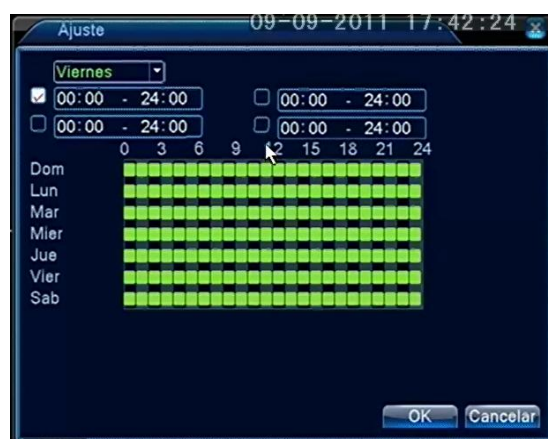 Ajuste 09-09-2011 17:42:24
Viernes
00:00 - 24:00 00:00 - 24:00
00:00 - 24:00 00:00 - 24:00
0 3 6 9 12 15 18 21 24
Dom
Lun
Mar
Mier
Jue
Vier
Sab
OK Cancelar